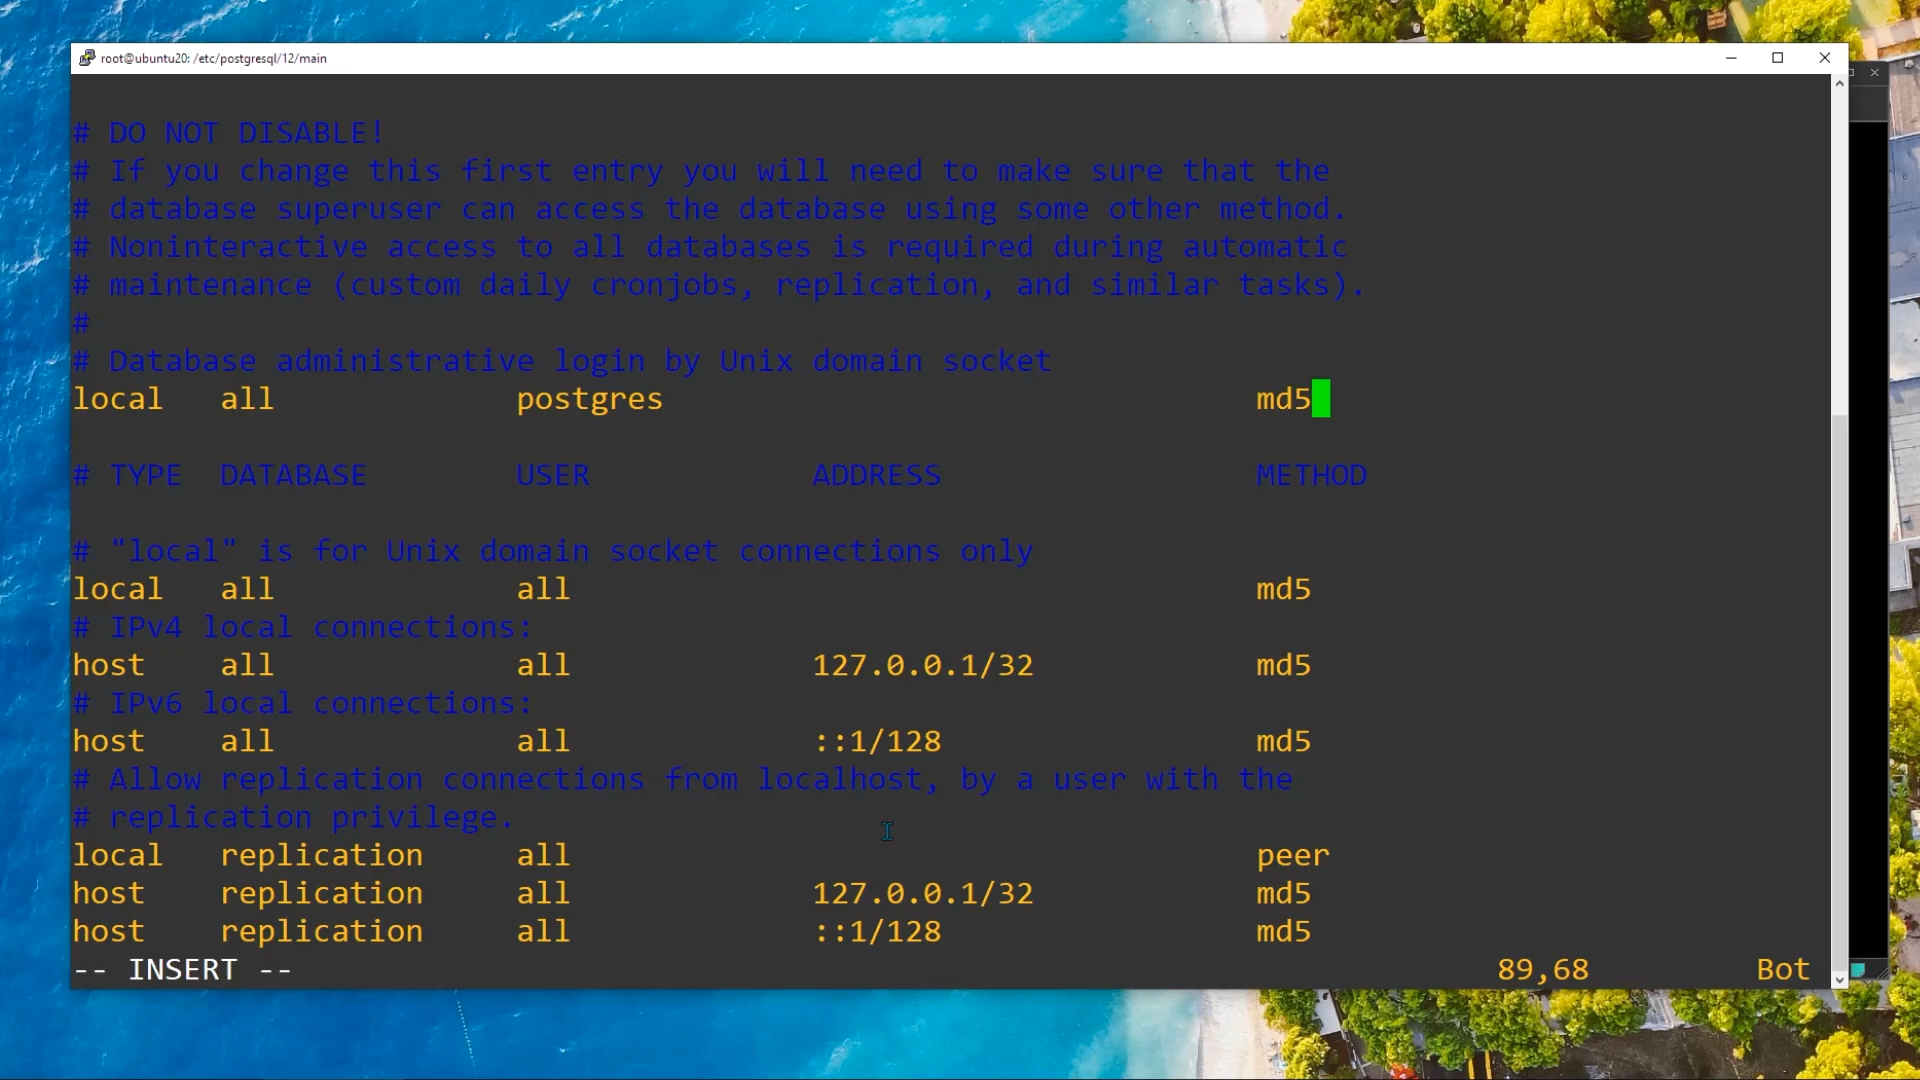 root@ubuntu20: /etc/postgresql/12/main
# DO NOT DISABLE!
# If you change this first entry you will need to make sure that the
# database superuser can access the database using some other method.
# Noninteractive access to all databases is required during automatic
# maintenance (custom daily cronjobs, replication, and similar tasks).
#
# Database administrative login by Unix domain socket
local   all             postgres                                md5
# TYPE  DATABASE        USER            ADDRESS                 METHOD
# "local" is for Unix domain socket connections only
local   all             all                                     md5
# IPv4 local connections:
host    all             all             127.0.0.1/32            md5
# IPv6 local connections:
host    all             all             ::1/128                 md5
# Allow replication connections from localhost, by a user with the
# replication privilege.
local   replication     all                                     peer
host    replication     all             127.0.0.1/32            md5
host    replication     all             ::1/128                 md5
-- INSERT --                                                                 89,68         Bot